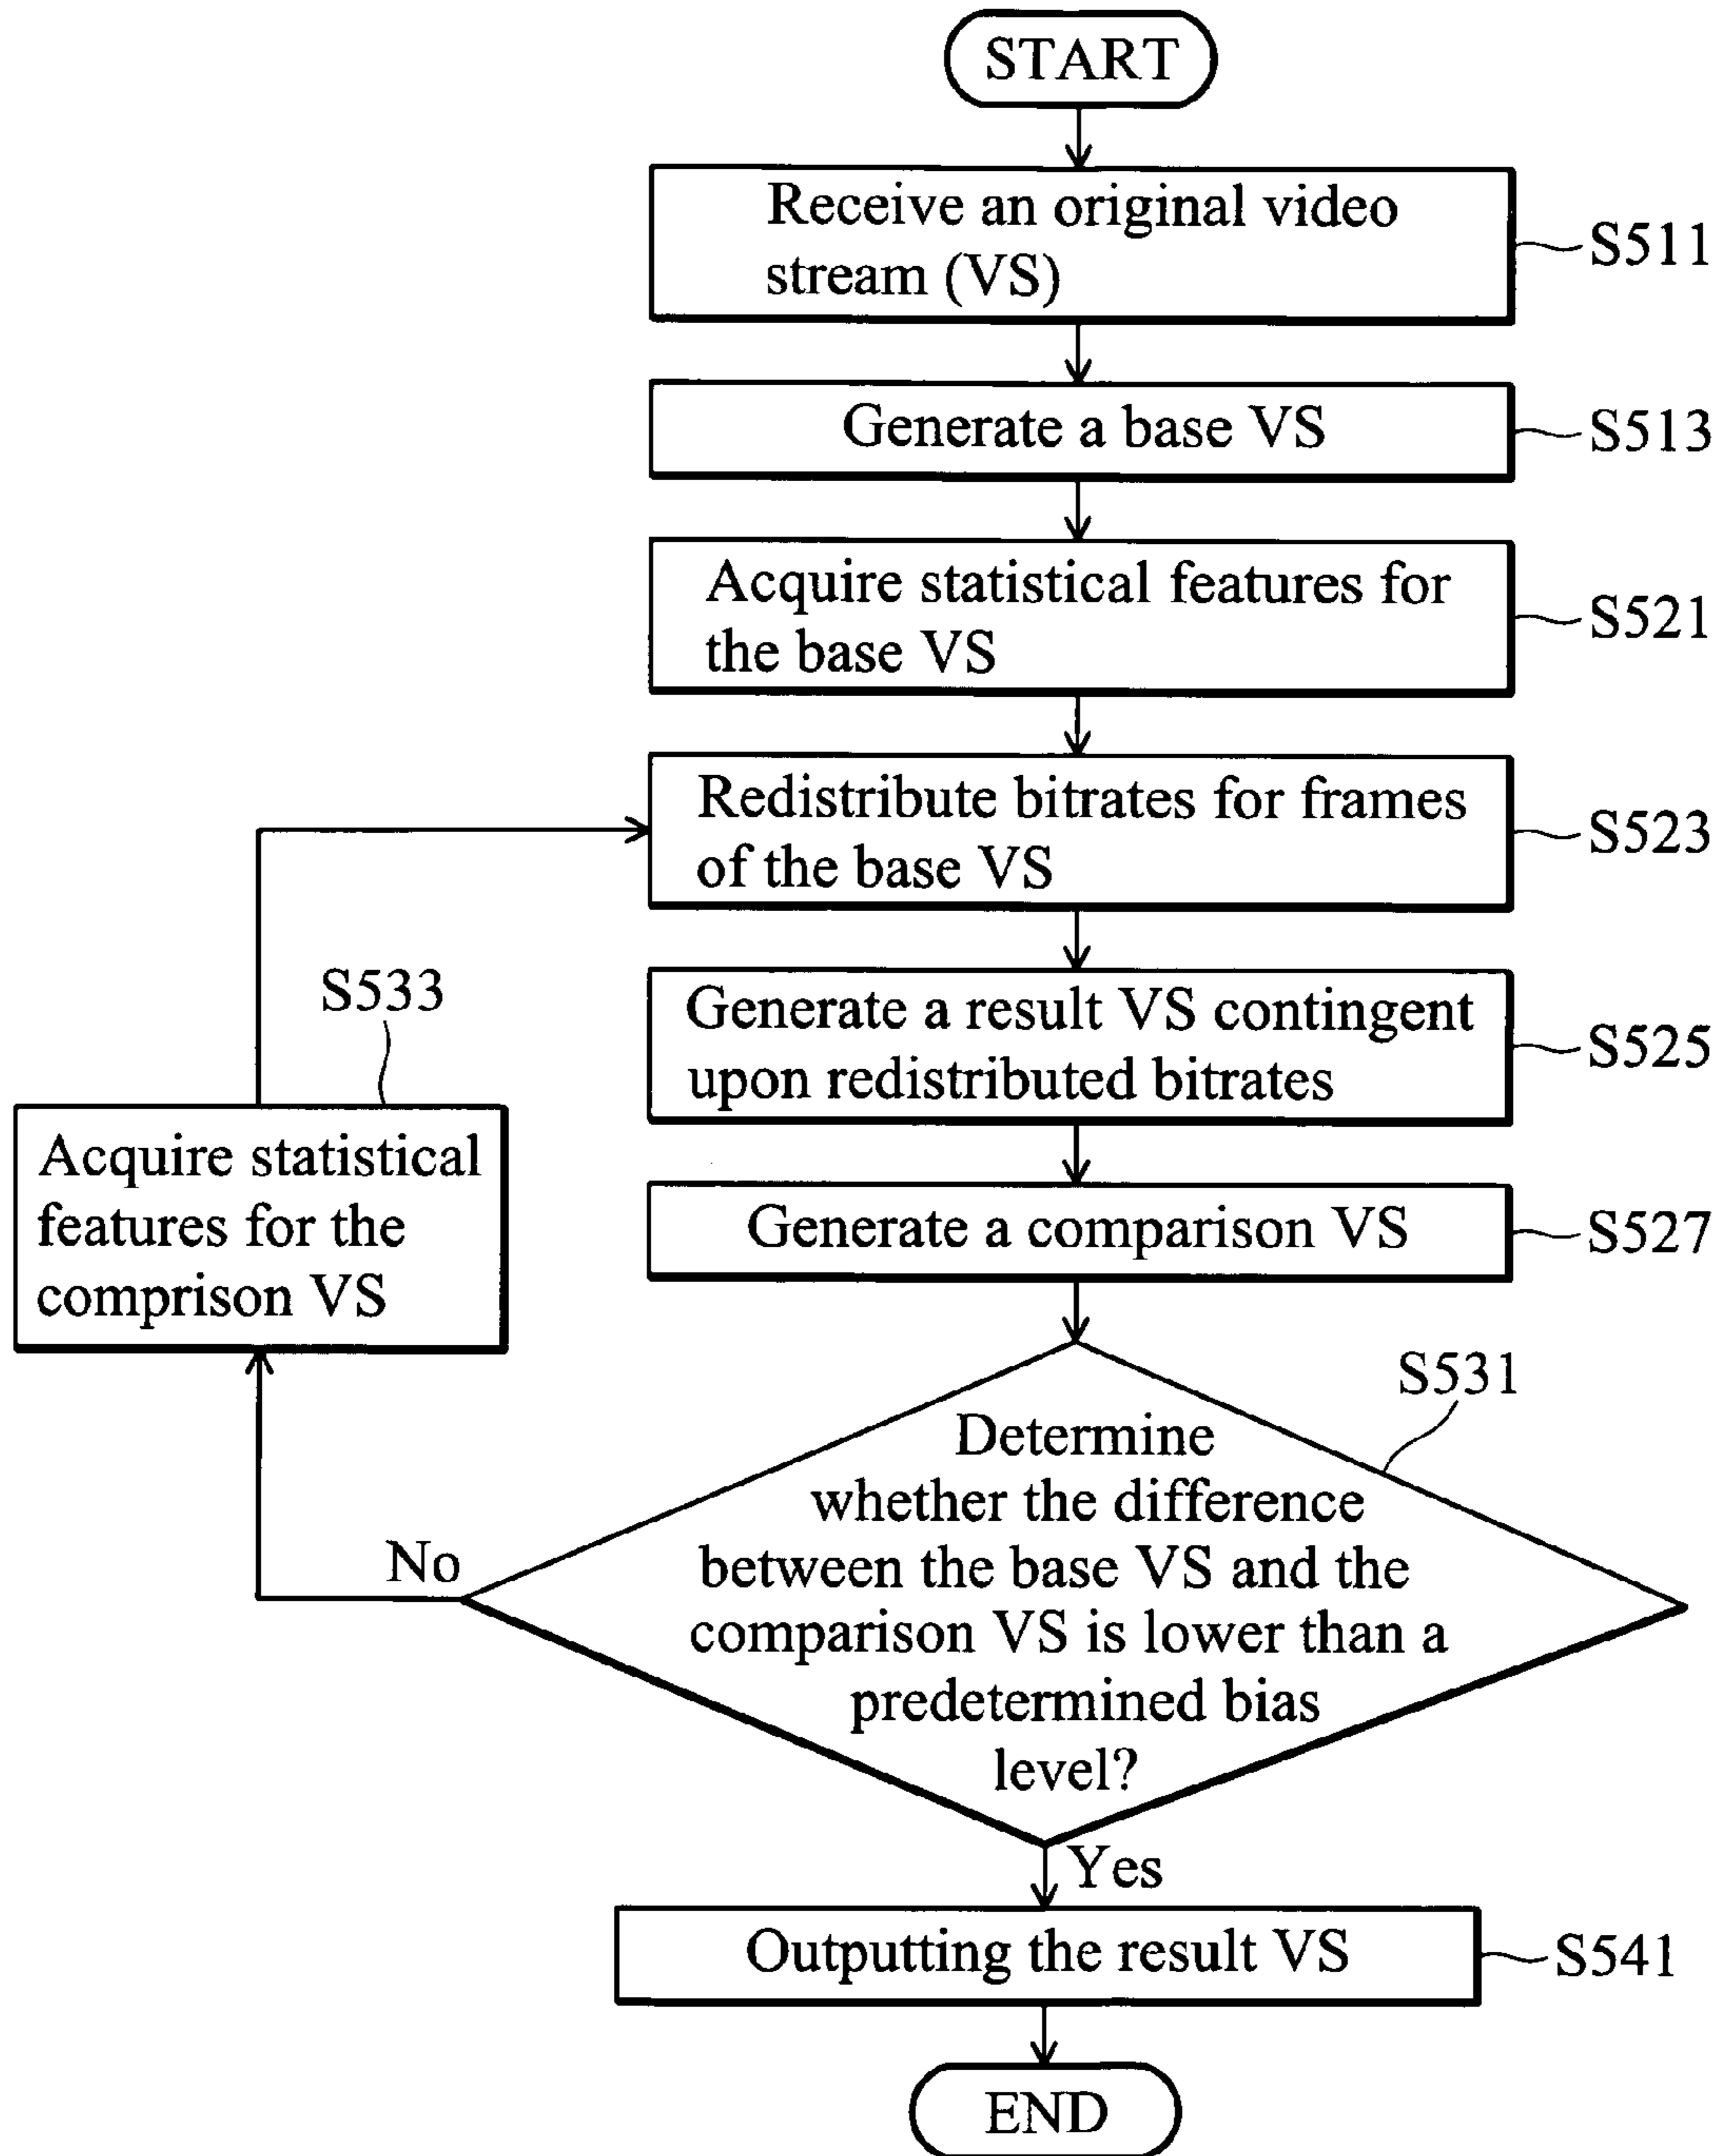 START
Receive an original video
stream (VS)
S511
Generate a base VS
S513
Acquire statistical features for
the base VS
S521
Redistribute bitrates for frames
of the base VS
S523
Generate a result VS contingent
upon redistributed bitrates
S525
S533
Acquire statistical
features for the
comprison VS
Generate a comparison VS
S527
S531
Determine
whether the difference
between the base VS and the
comparison VS is lower than a
predetermined bias
level?
No
Yes
Outputting the result VS
S541
END